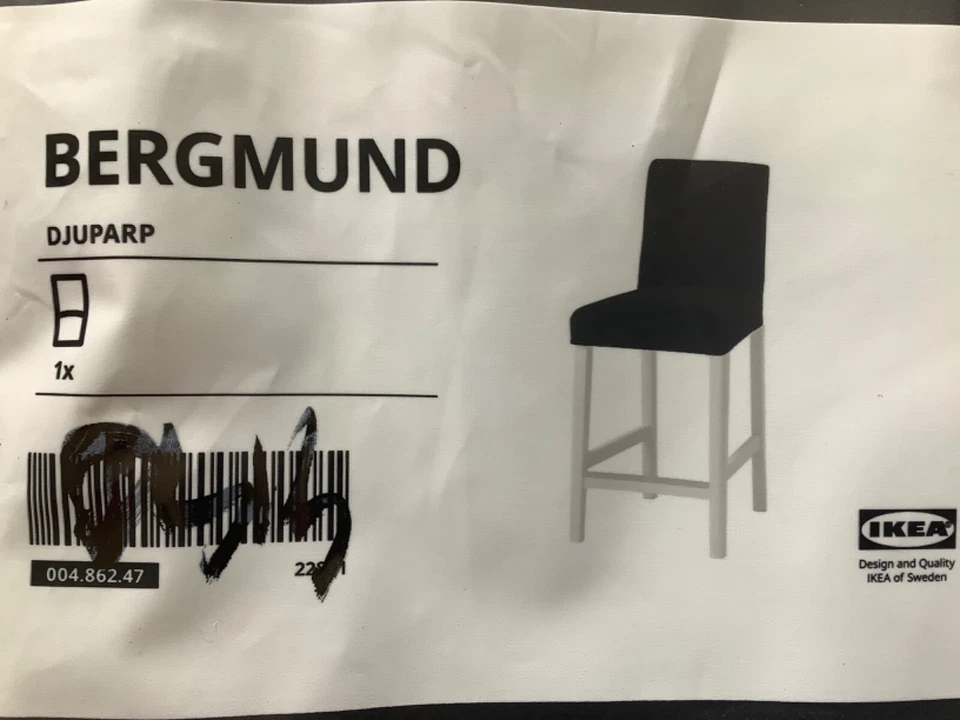 BERGMUND
DJUPARP
1x
004.862.47
IKEA
Design and Quality
IKEA of Sweden